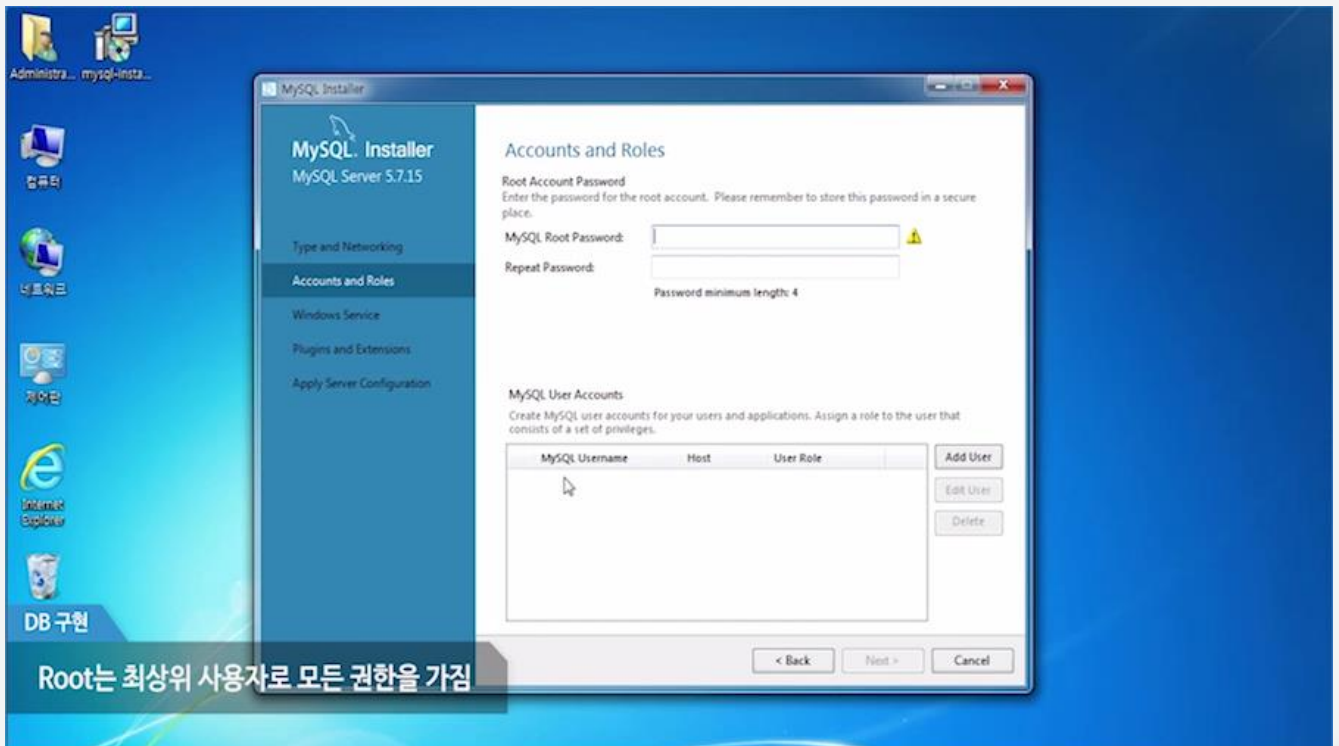 Administra...
mysql-insta...
컴퓨터
네트워크
제어판
Internet
Explorer
MySQL Installer
MySQL. Installer
MySQL Server 5.7.15
Type and Networking
Accounts and Roles
Windows Service
Plugins and Extensions
Apply Server Configuration
Accounts and Roles
Root Account Password
Enter the password for the root account. Please remember to store this password in a secure
place.
MySQL Root Password:
Repeat Password:
Password minimum length: 4
MySQL User Accounts
Create MySQL user accounts for your users and applications. Assign a role to the user that
consists of a set of privileges.
MySQL Username Host User Role
Add User
Edit User
Delete
< Back Next > Cancel
DB 구현
Root는 최상위 사용자로 모든 권한을 가짐